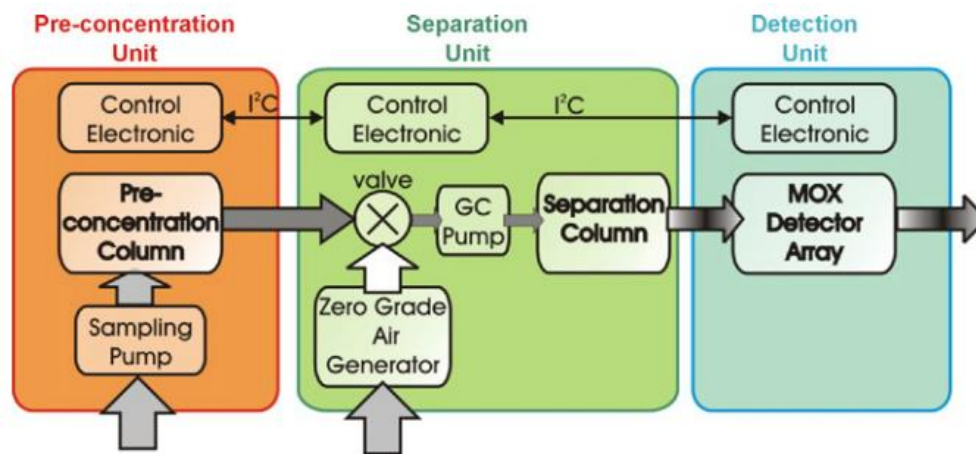 Pre-concentration
Unit
Separation
Unit
Detection
Unit
Control
Electronic
I²C
Control
Electronic
I²C
Control
Electronic
Pre-
concentration
Column
valve
GC
Pump
Separation
Column
MOX
Detector
Array
Sampling
Pump
Zero Grade
Air
Generator